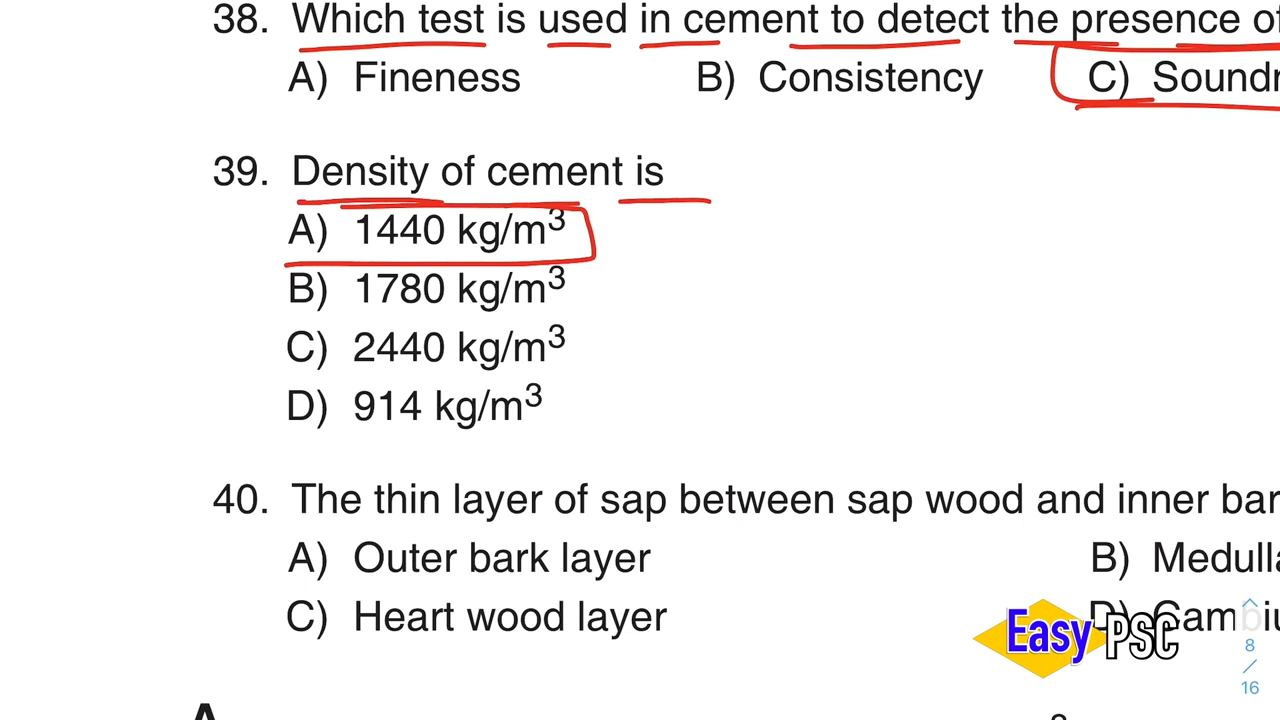 38. Which test is used in cement to detect the presence of
A) Fineness B) Consistency C) Sound
39. Density of cement is
A) 1440 kg/m³
B) 1780 kg/m³
C) 2440 kg/m³
D) 914 kg/m³
40. The thin layer of sap between sap wood and inner bar
A) Outer bark layer B) Medulla
C) Heart wood layer D) Cambiu
Easy PSC
8
/
16